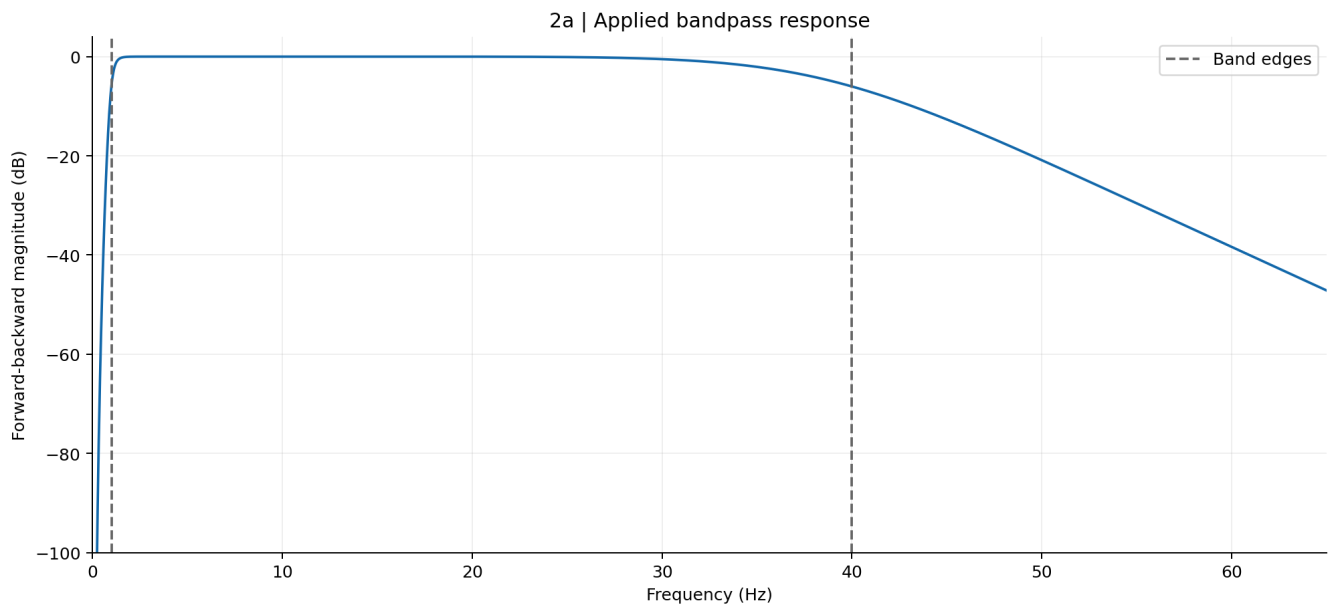 2a | Applied bandpass response
Band edges
Forward-backward magnitude (dB)
0
−20
−40
−60
−80
−100
0 10 20 30 40 50 60
Frequency (Hz)